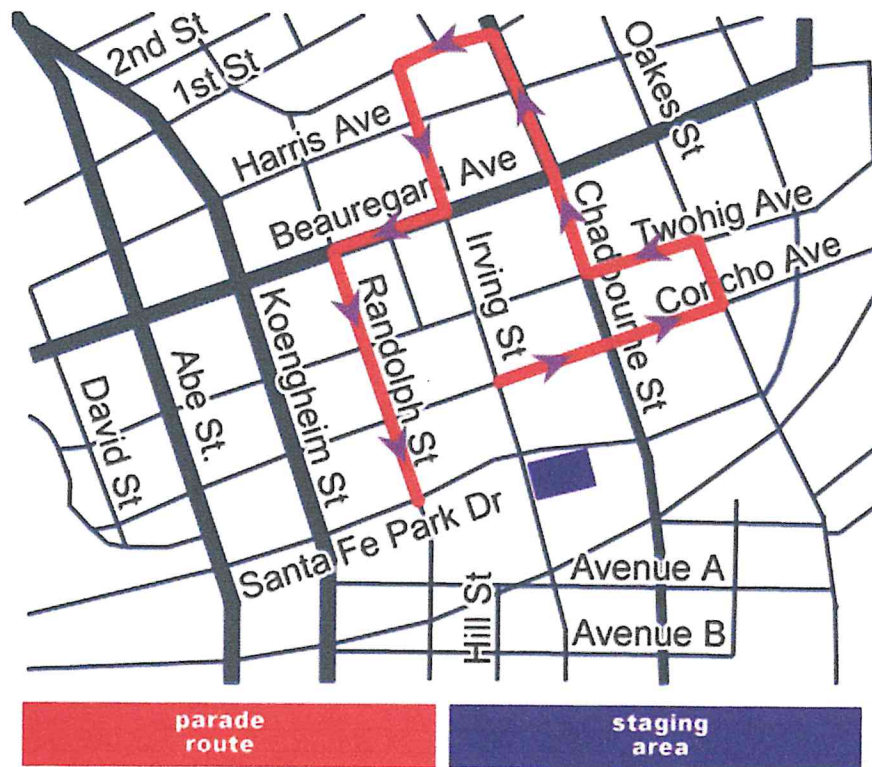 2nd St
1st St
Harris Ave
Oakes St
Beauregard Ave
Chadbourne St
Twohig Ave
Concho Ave
Irving St
Randolph St
Koengheim St
Abe St.
David St
Santa Fe Park Dr
Avenue A
Hill St
Avenue B
parade
route
staging
area